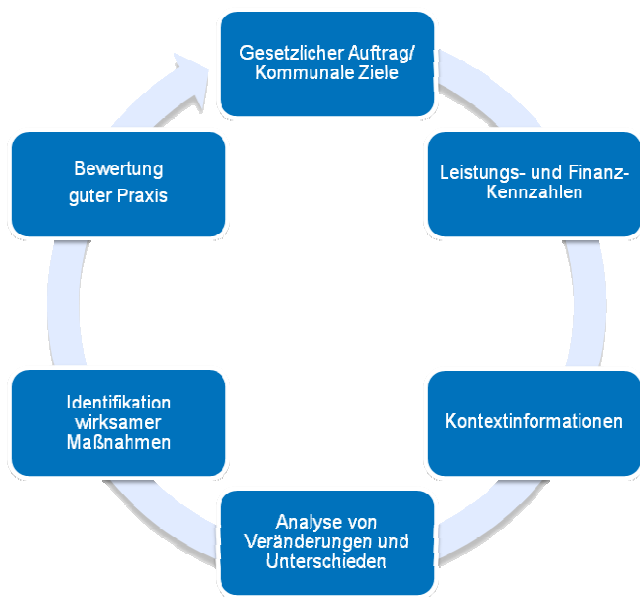 Gesetzlicher Auftrag/
Kommunale Ziele
Leistungs- und Finanz-
Kennzahlen
Kontextinformationen
Analyse von
Veränderungen und
Unterschieden
Identifikation
wirksamer
Maßnahmen
Bewertung
guter Praxis